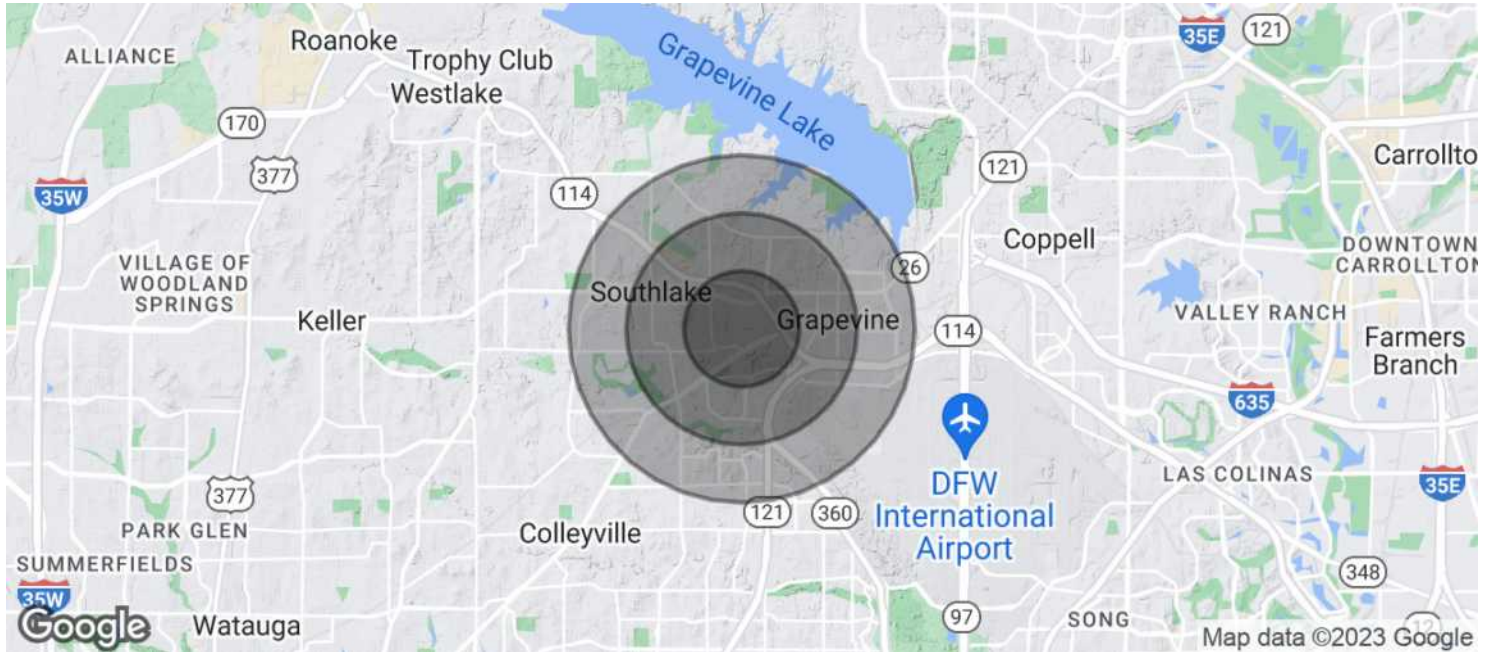 ALLIANCE
Roanoke
Trophy Club
Westlake
Grapevine Lake
35E
121
170
377
35W
114
121
Carrollto
VILLAGE OF
WOODLAND
SPRINGS
Keller
Southlake
Grapevine
26
Coppell
DOWNTOWN
CARROLLTON
114
VALLEY RANCH
Farmers
Branch
635
DFW
International
Airport
LAS COLINAS
35E
377
PARK GLEN
SUMMERFIELDS
Colleyville
121
360
348
35W
Watauga
97
SONG
12
Google
Map data ©2023 Google